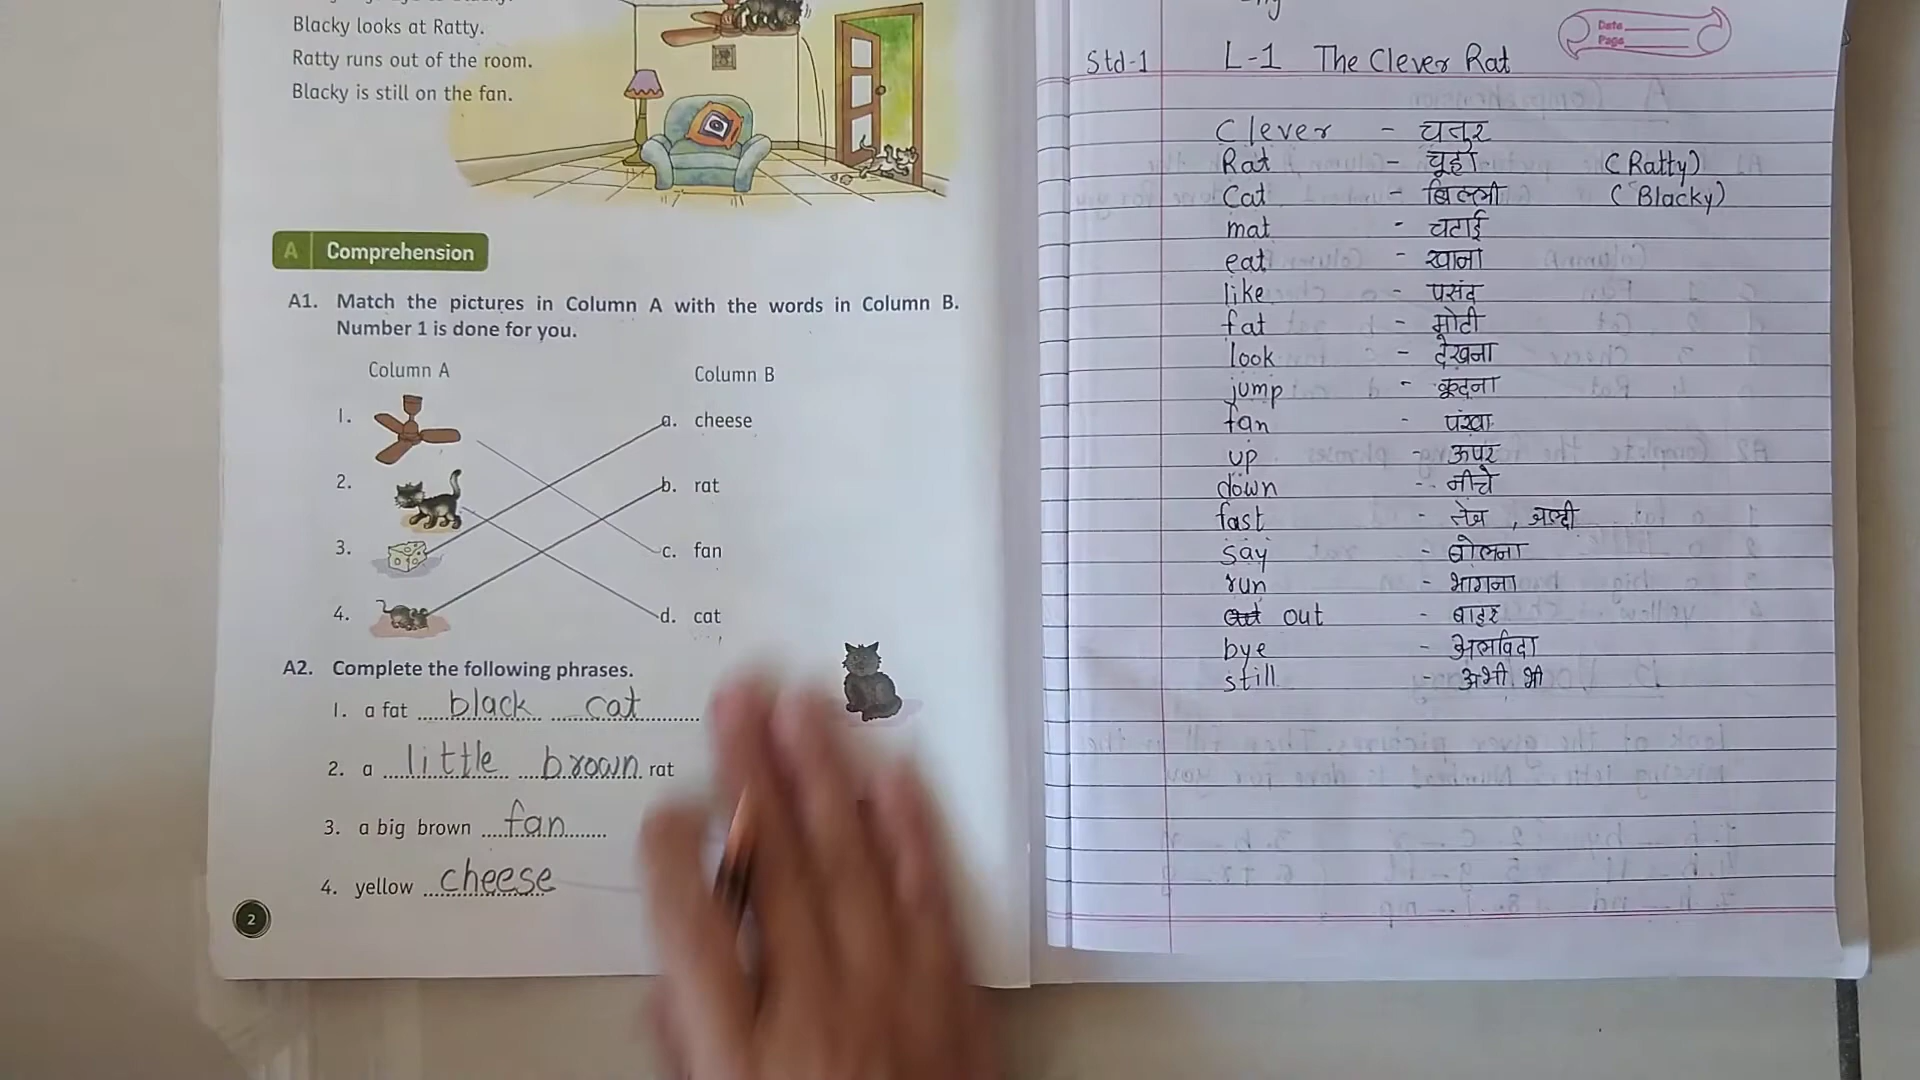 Blacky looks at Ratty.
Ratty runs out of the room.
Blacky is still on the fan.
A Comprehension
A1. Match the pictures in Column A with the words in Column B.
Number 1 is done for you.
Column A Column B
1. a. cheese
2. b. rat
3. c. fan
4. d. cat
A2. Complete the following phrases.
1. a fat black cat
2. a little brown rat
3. a big brown fan
4. yellow cheese
2
Date
Page
Std-1 L-1 The Clever Rat
Clever - चतुर
Rat - चूहा (Ratty)
Cat - बिल्ली (Blacky)
mat - चटाई
eat - खाना
like - पसंद
fat - मोटी
look - देखना
jump - कूदना
fan - पंखा
up - ऊपर
down - नीचे
fast - तेज, जल्दी
say - बोलना
run - भागना
out - बाहर
bye - अलविदा
still - अभी भी